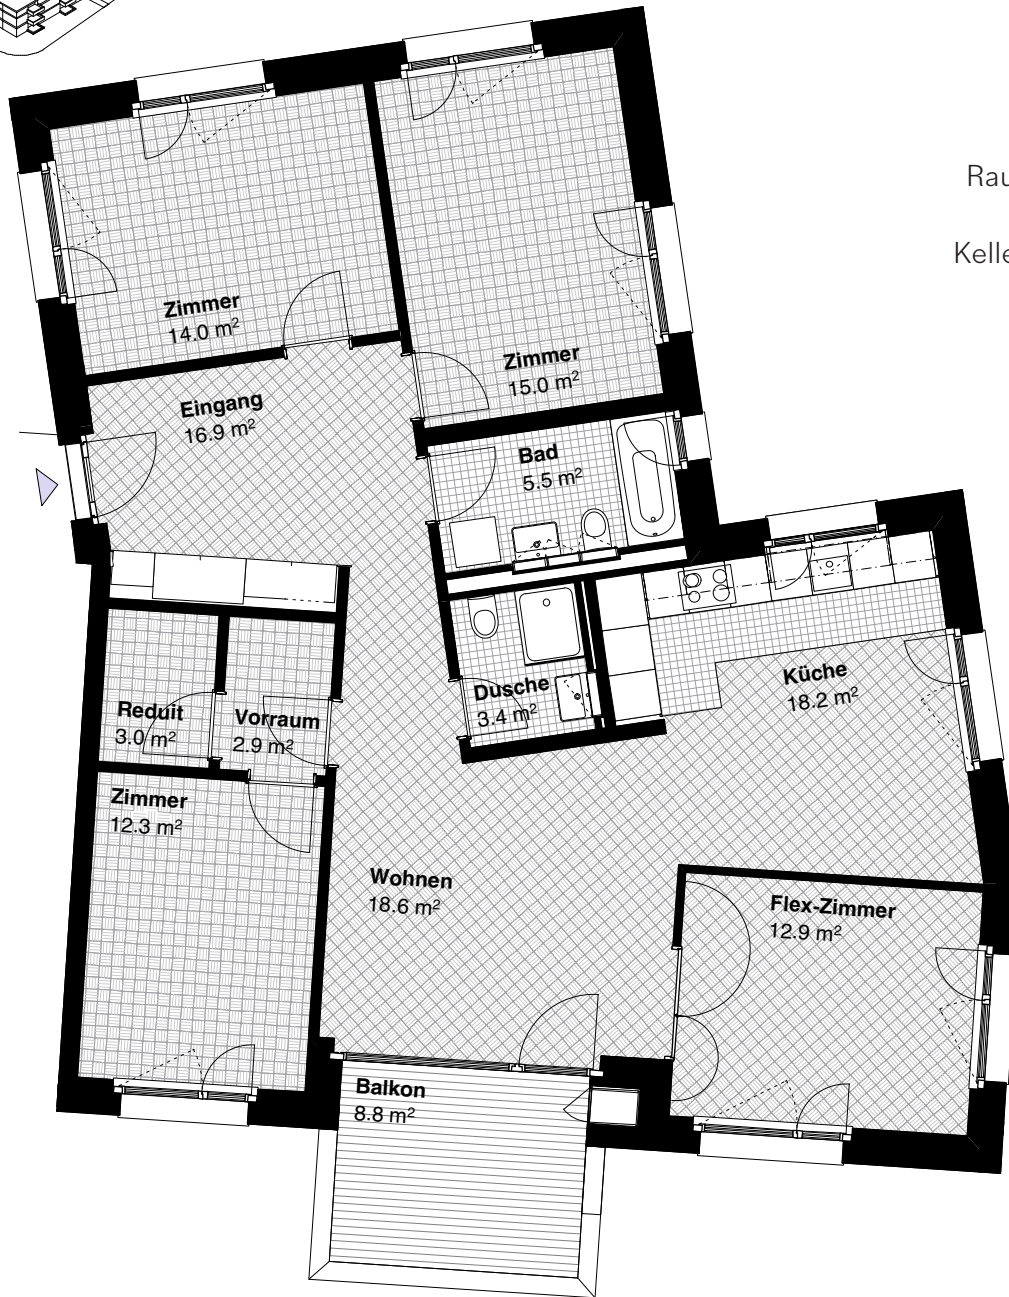 Rau
Kelle
Zimmer
14.0 m²
Zimmer
15.0 m²
Eingang
16.9 m²
Bad
5.5 m²
Küche
18.2 m²
Dusche
3.4 m²
Reduit
3.0 m²
Vorraum
2.9 m²
Zimmer
12.3 m²
Wohnen
18.6 m²
Flex-Zimmer
12.9 m²
Balkon
8.8 m²